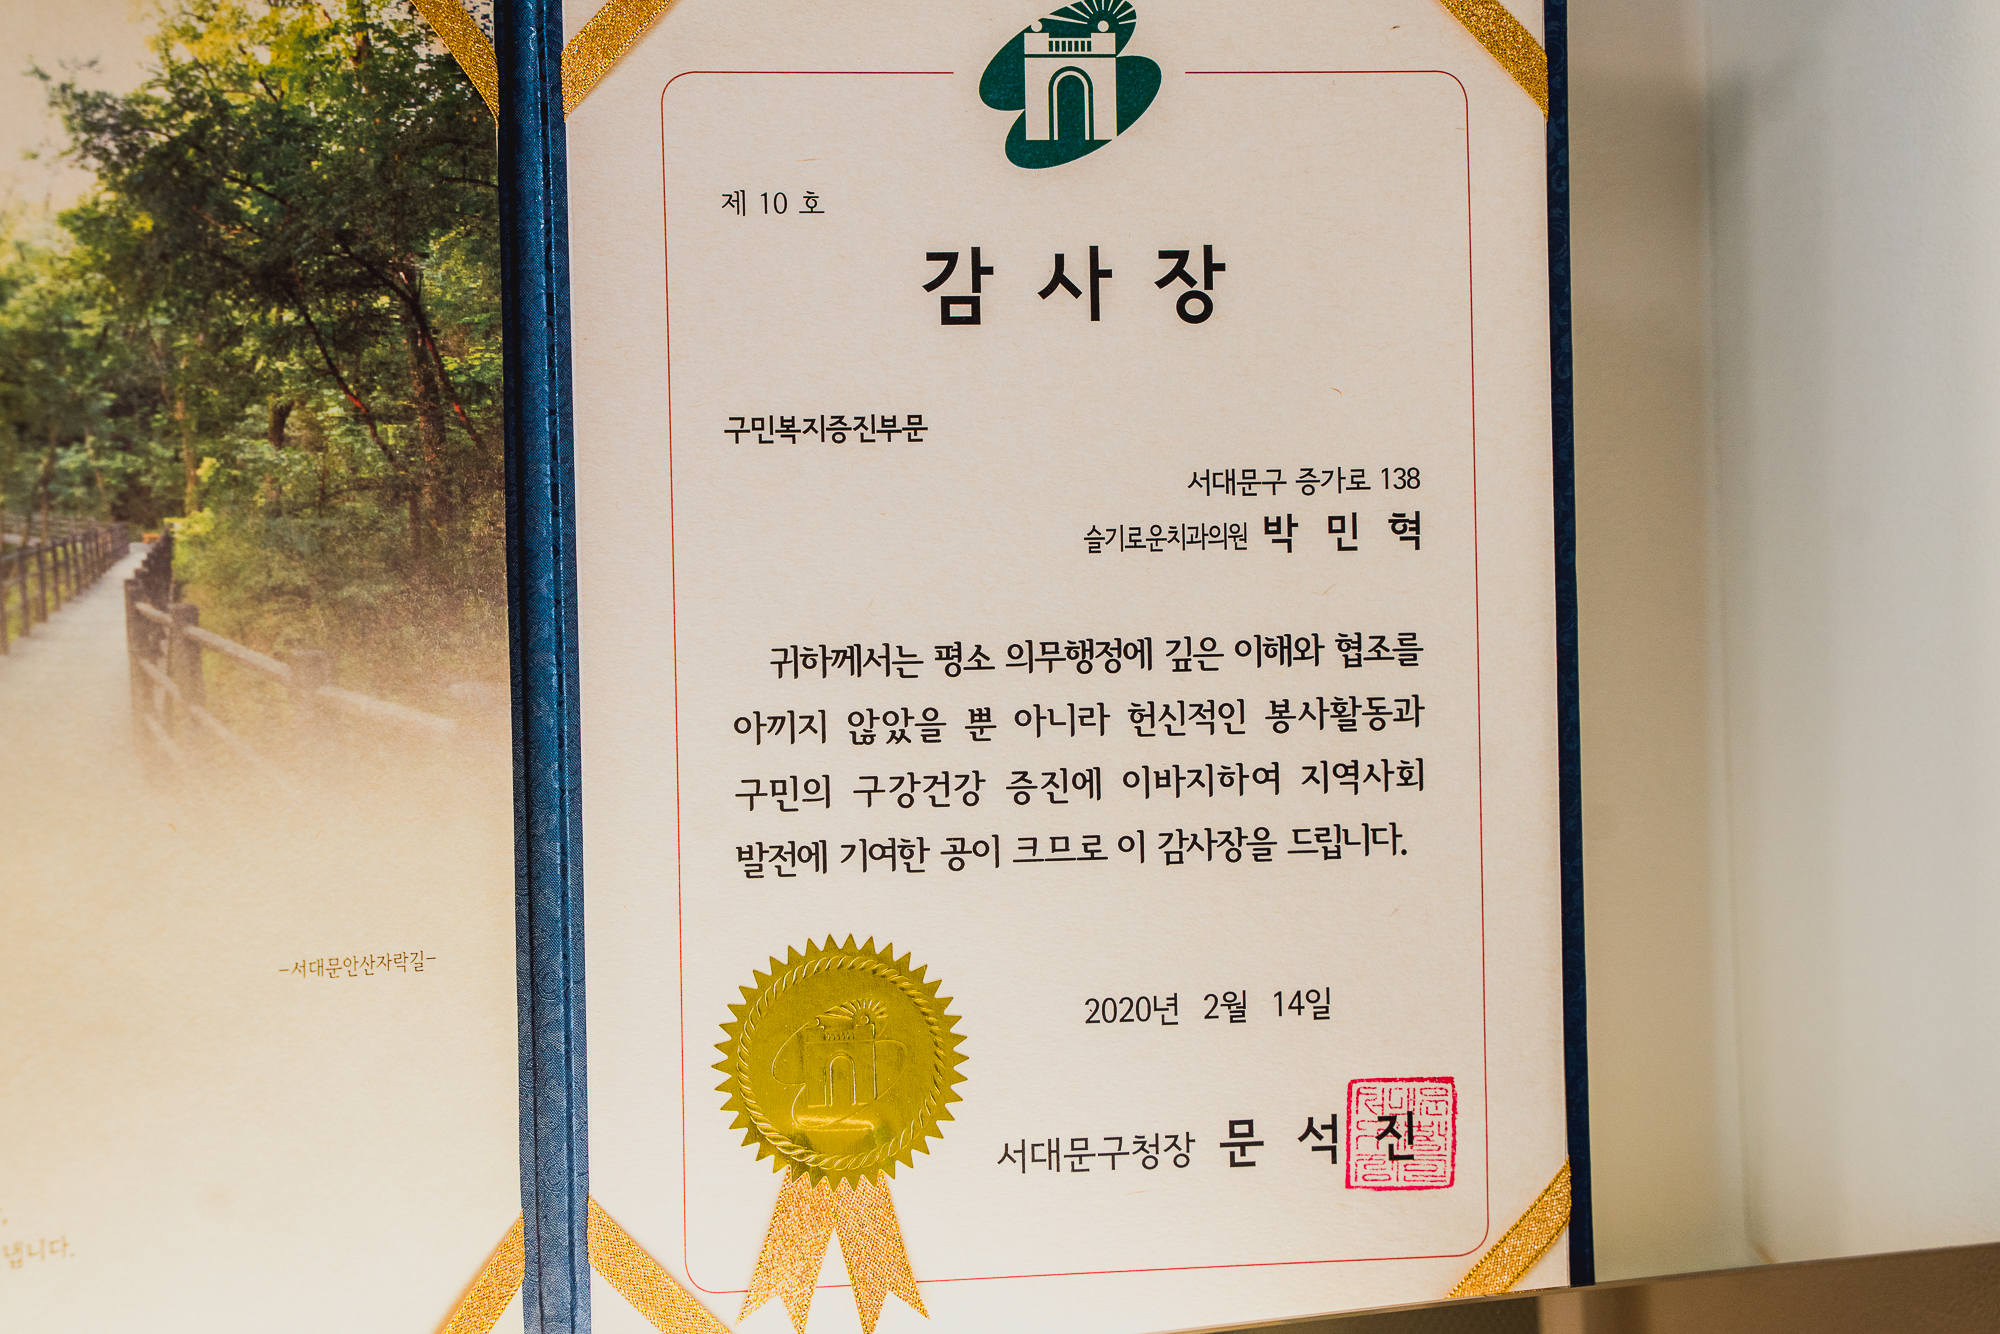 제 10 호
감 사 장
구민복지증진부문
서대문구 증가로 138
슬기로운치과의원 박 민 혁
귀하께서는 평소 의무행정에 깊은 이해와 협조를
아끼지 않았을 뿐 아니라 헌신적인 봉사활동과
구민의 구강건강 증진에 이바지하여 지역사회
발전에 기여한 공이 크므로 이 감사장을 드립니다.
2020년 2월 14일
서대문구청장 문 석 진
-서대문안산자락길-
냅니다.